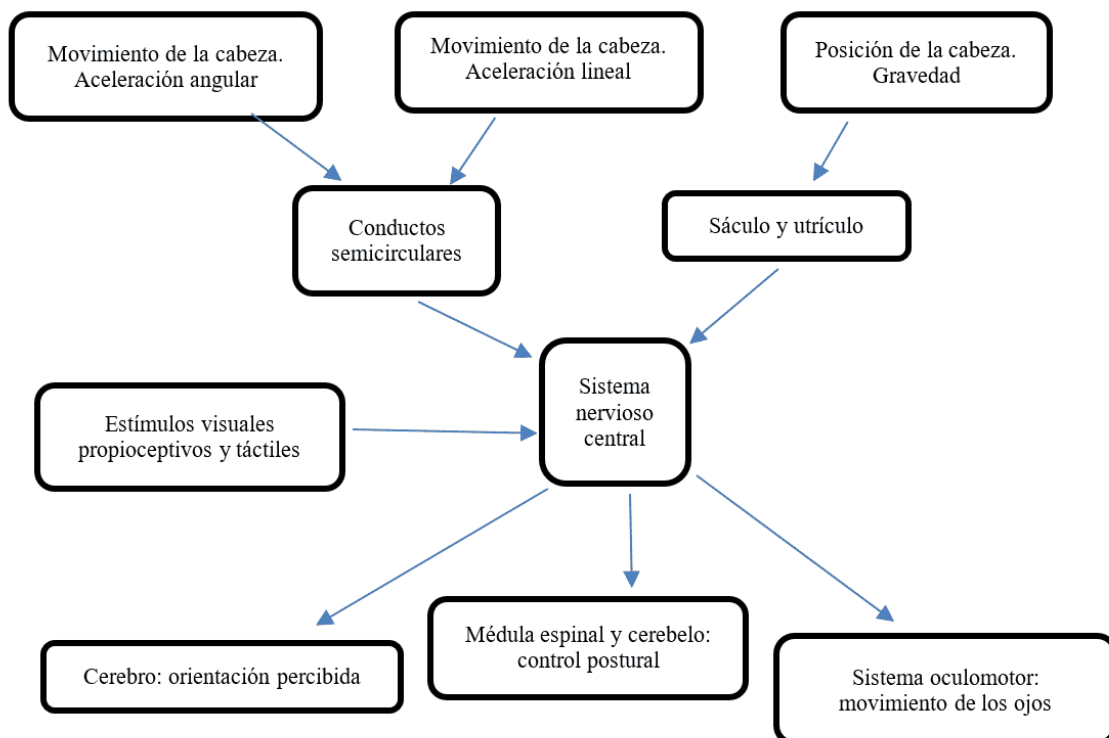 Movimiento de la cabeza.
Aceleración angular
Movimiento de la cabeza.
Aceleración lineal
Posición de la cabeza.
Gravedad
Conductos
semicirculares
Sáculo y utrículo
Sistema
nervioso
central
Estímulos visuales
propioceptivos y táctiles
Cerebro: orientación percibida
Médula espinal y cerebelo:
control postural
Sistema oculomotor:
movimiento de los ojos